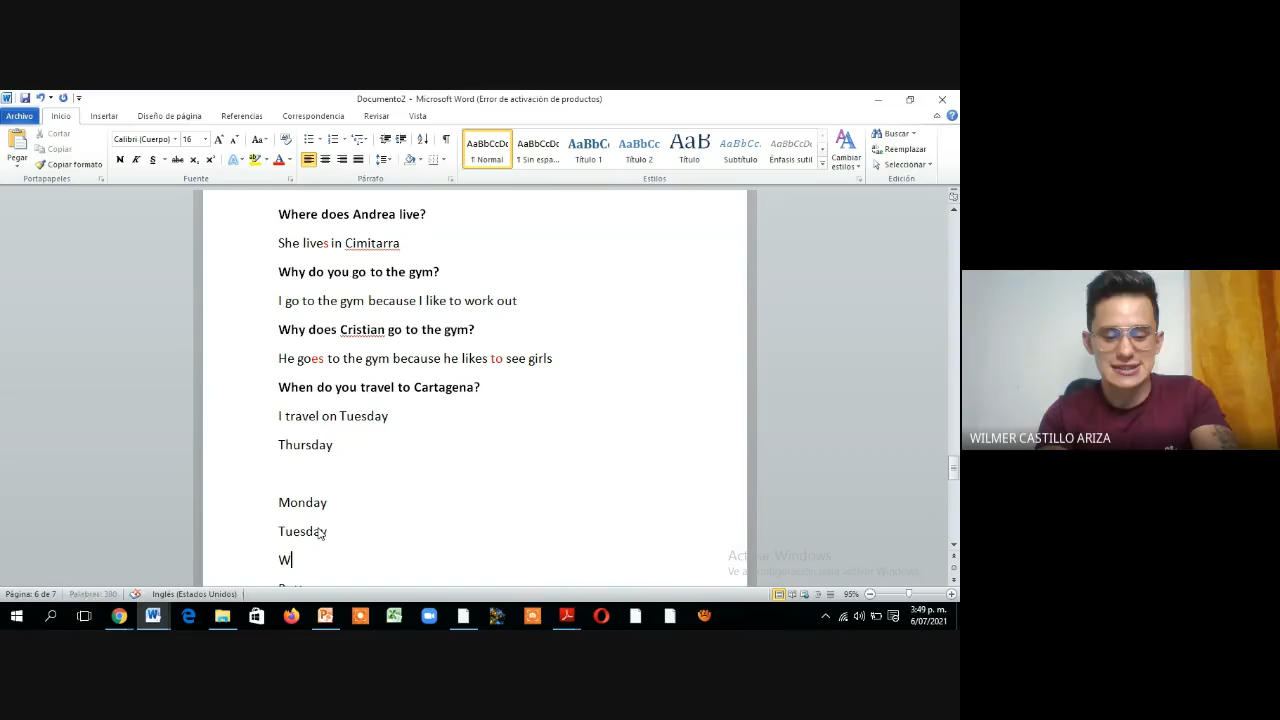 Documento2 - Microsoft Word (Error de activación de productos)
Archivo Inicio Insertar Diseño de página Referencias Correspondencia Revisar Vista
Pegar
Cortar
Copiar
Copiar formato
Portapapeles
Calibri (Cuerpo) 16
Fuente
Párrafo
AaBbCcDc AaBbCcDc AaBbC AaBbCc AaB AaBbCc. AaBbCcDc
¶ Normal ¶ Sin espa... Título 1 Título 2 Título Subtítulo Énfasis sutil
Estilos
Cambiar estilos
Buscar
Reemplazar
Seleccionar
Edición
Where does Andrea live?
She lives in Cimitarra
Why do you go to the gym?
I go to the gym because I like to work out
Why does Cristian go to the gym?
He goes to the gym because he likes to see girls
When do you travel to Cartagena?
I travel on Tuesday
Thursday
Monday
Tuesday
W
Activar Windows
Ve a Configuración para activar Windows.
Página: 6 de 7 Palabras: 380 Inglés (Estados Unidos) 95%
3:49 p. m.
6/07/2021
WILMER CASTILLO ARIZA